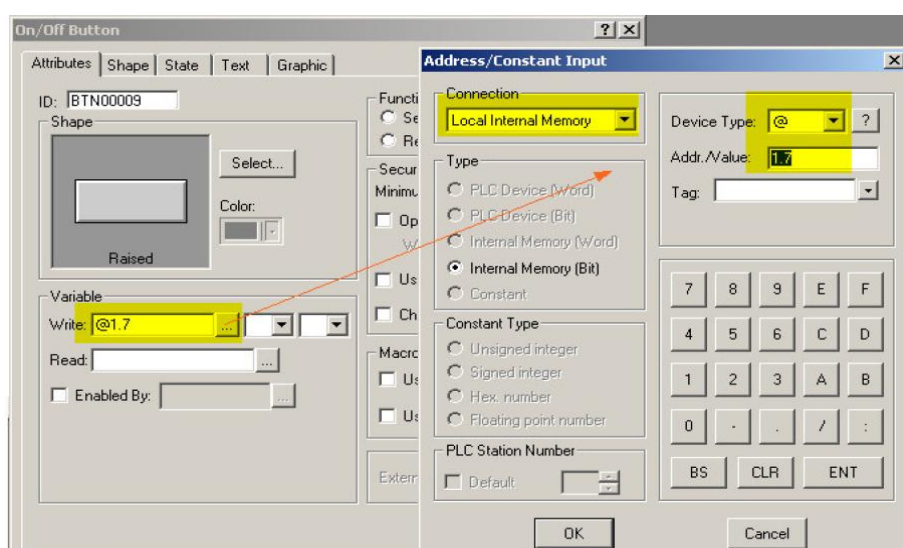 On/Off Button
Attributes Shape State Text Graphic
ID: BTN00009
Shape
Select...
Color:
Raised
Variable
Write: @1.7 ...
Read: ...
Enabled By: ...
Functi
Se
Re
Secur
Minimu
Op
W
Us
Ch
Macro
Us
Us
Extern
Address/Constant Input
Connection
Local Internal Memory
Type
PLC Device (Word)
PLC Device (Bit)
Internal Memory (Word)
Internal Memory (Bit)
Constant
Constant Type
Unsigned integer
Signed integer
Hex. number
Floating point number
PLC Station Number
Default
Device Type: @ ?
Addr./Value: 1.7
Tag:
7 8 9 E F
4 5 6 C D
1 2 3 A B
0 - . / :
BS CLR ENT
OK Cancel